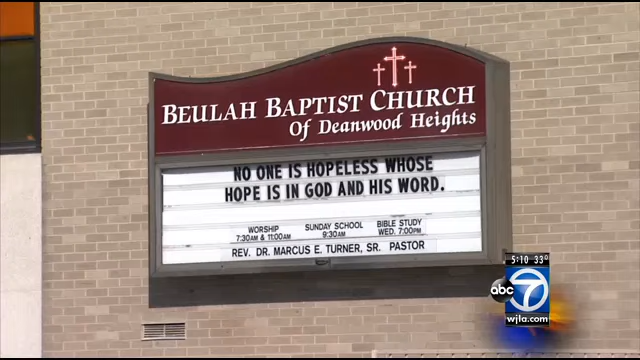 BEULAH BAPTIST CHURCH
Of Deanwood Heights
NO ONE IS HOPELESS WHOSE
HOPE IS IN GOD AND HIS WORD.
WORSHIP SUNDAY SCHOOL BIBLE STUDY
7:30AM & 11:00AM 9:30AM WED. 7:00PM
REV. DR. MARCUS E. TURNER, SR. PASTOR
5:10 33°
abc 7
wjla.com